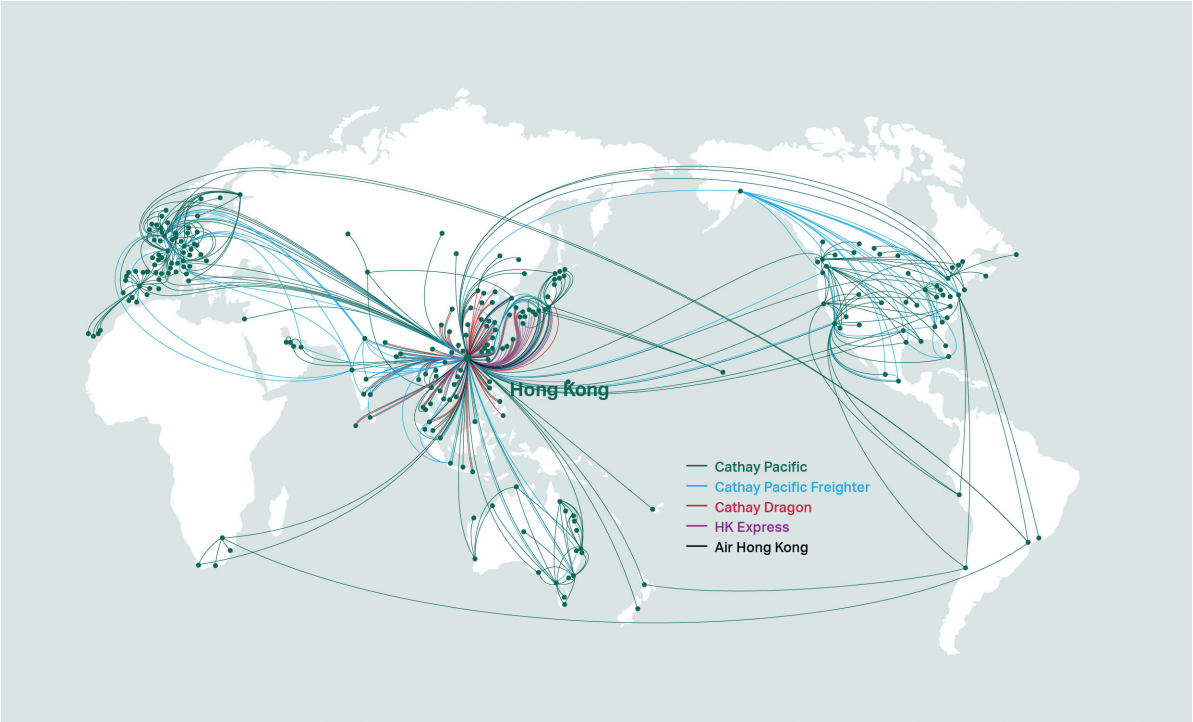 Hong Kong
Cathay Pacific
Cathay Pacific Freighter
Cathay Dragon
HK Express
Air Hong Kong